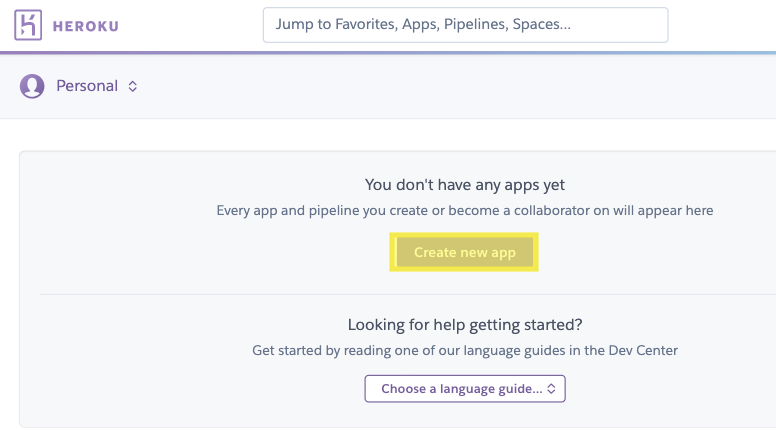 HEROKU
Jump to Favorites, Apps, Pipelines, Spaces...
Personal
You don't have any apps yet
Every app and pipeline you create or become a collaborator on will appear here
Create new app
Looking for help getting started?
Get started by reading one of our language guides in the Dev Center
Choose a language guide...